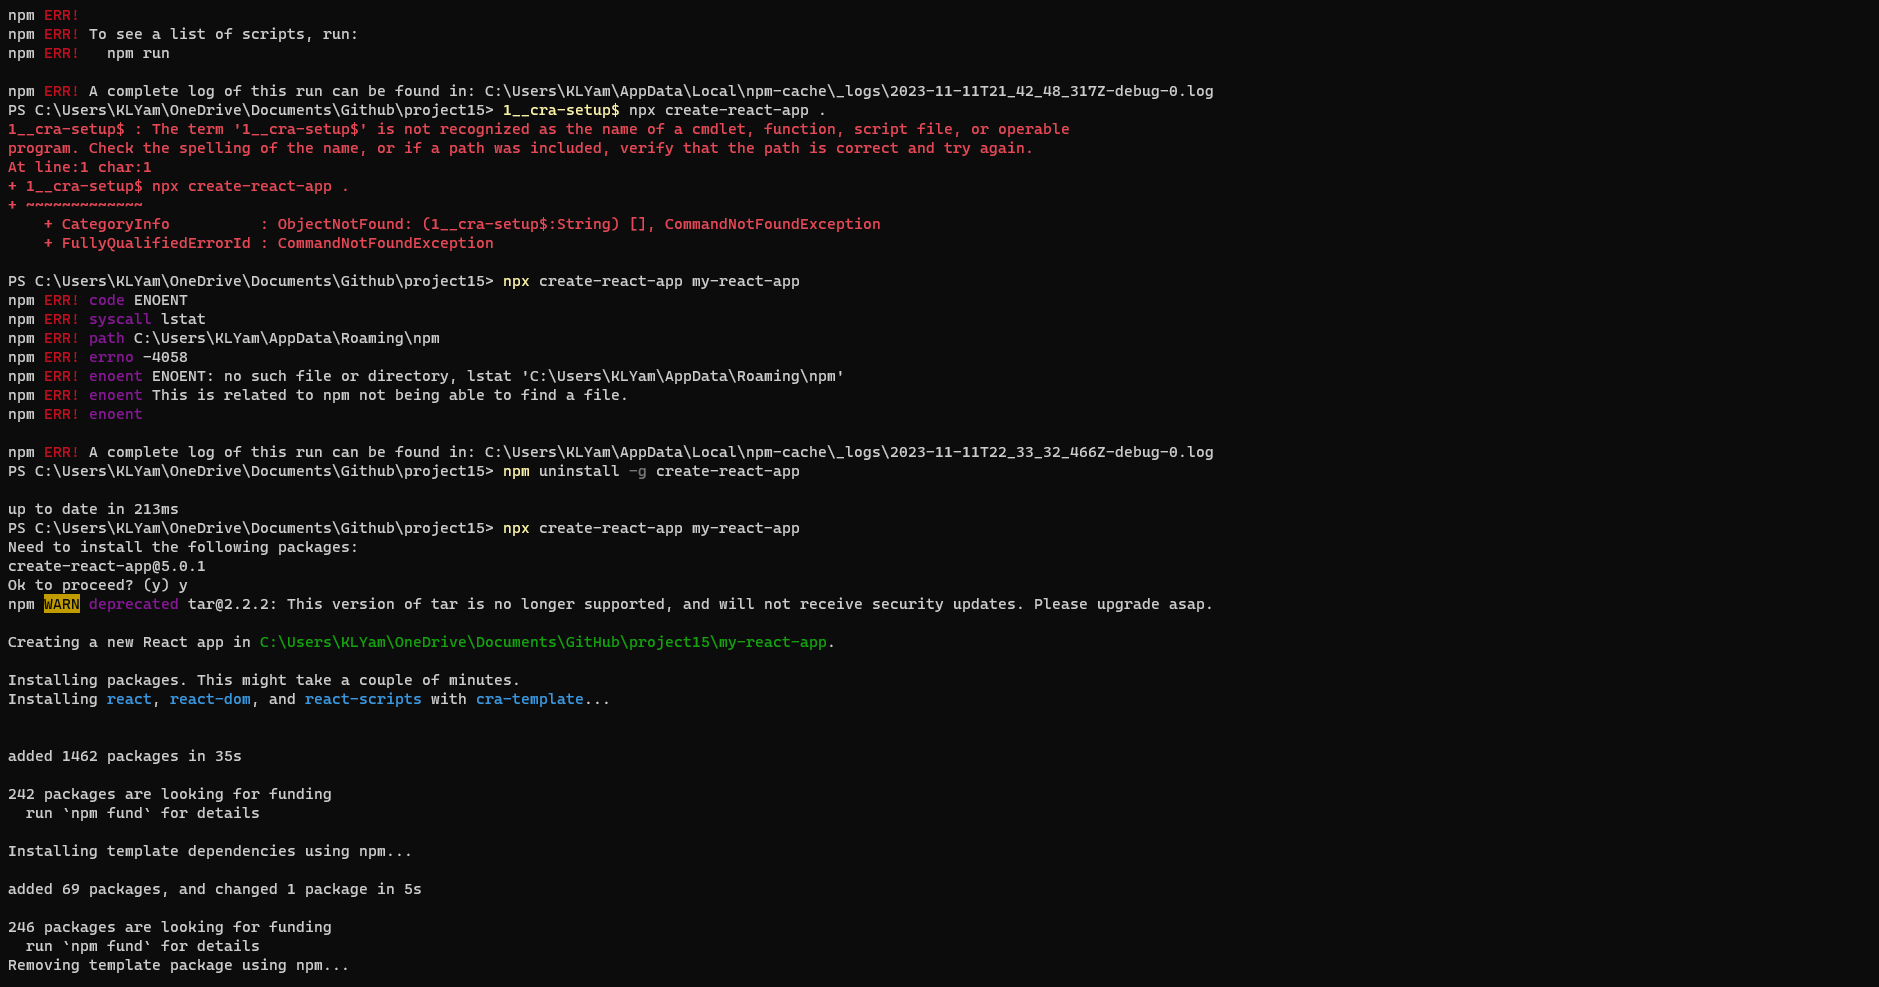 npm ERR!
npm ERR! To see a list of scripts, run:
npm ERR!   npm run
npm ERR! A complete log of this run can be found in: C:\Users\KLYam\AppData\Local\npm-cache\_logs\2023-11-11T21_42_48_317Z-debug-0.log
PS C:\Users\KLYam\OneDrive\Documents\Github\project15> 1__cra-setup$ npx create-react-app .
1__cra-setup$ : The term '1__cra-setup$' is not recognized as the name of a cmdlet, function, script file, or operable
program. Check the spelling of the name, or if a path was included, verify that the path is correct and try again.
At line:1 char:1
+ 1__cra-setup$ npx create-react-app .
+ ~~~~~~~~~~~~~
    + CategoryInfo          : ObjectNotFound: (1__cra-setup$:String) [], CommandNotFoundException
    + FullyQualifiedErrorId : CommandNotFoundException
PS C:\Users\KLYam\OneDrive\Documents\Github\project15> npx create-react-app my-react-app
npm ERR! code ENOENT
npm ERR! syscall lstat
npm ERR! path C:\Users\KLYam\AppData\Roaming\npm
npm ERR! errno -4058
npm ERR! enoent ENOENT: no such file or directory, lstat 'C:\Users\KLYam\AppData\Roaming\npm'
npm ERR! enoent This is related to npm not being able to find a file.
npm ERR! enoent
npm ERR! A complete log of this run can be found in: C:\Users\KLYam\AppData\Local\npm-cache\_logs\2023-11-11T22_33_32_466Z-debug-0.log
PS C:\Users\KLYam\OneDrive\Documents\Github\project15> npm uninstall -g create-react-app
up to date in 213ms
PS C:\Users\KLYam\OneDrive\Documents\Github\project15> npx create-react-app my-react-app
Need to install the following packages:
create-react-app@5.0.1
Ok to proceed? (y) y
npm WARN deprecated tar@2.2.2: This version of tar is no longer supported, and will not receive security updates. Please upgrade asap.
Creating a new React app in C:\Users\KLYam\OneDrive\Documents\GitHub\project15\my-react-app.
Installing packages. This might take a couple of minutes.
Installing react, react-dom, and react-scripts with cra-template...
added 1462 packages in 35s
242 packages are looking for funding
  run `npm fund` for details
Installing template dependencies using npm...
added 69 packages, and changed 1 package in 5s
246 packages are looking for funding
  run `npm fund` for details
Removing template package using npm...